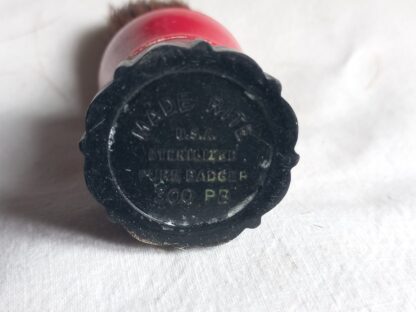 MADE RITE
U.S.A.
STERILIZED
PURE BADGER
200 PB